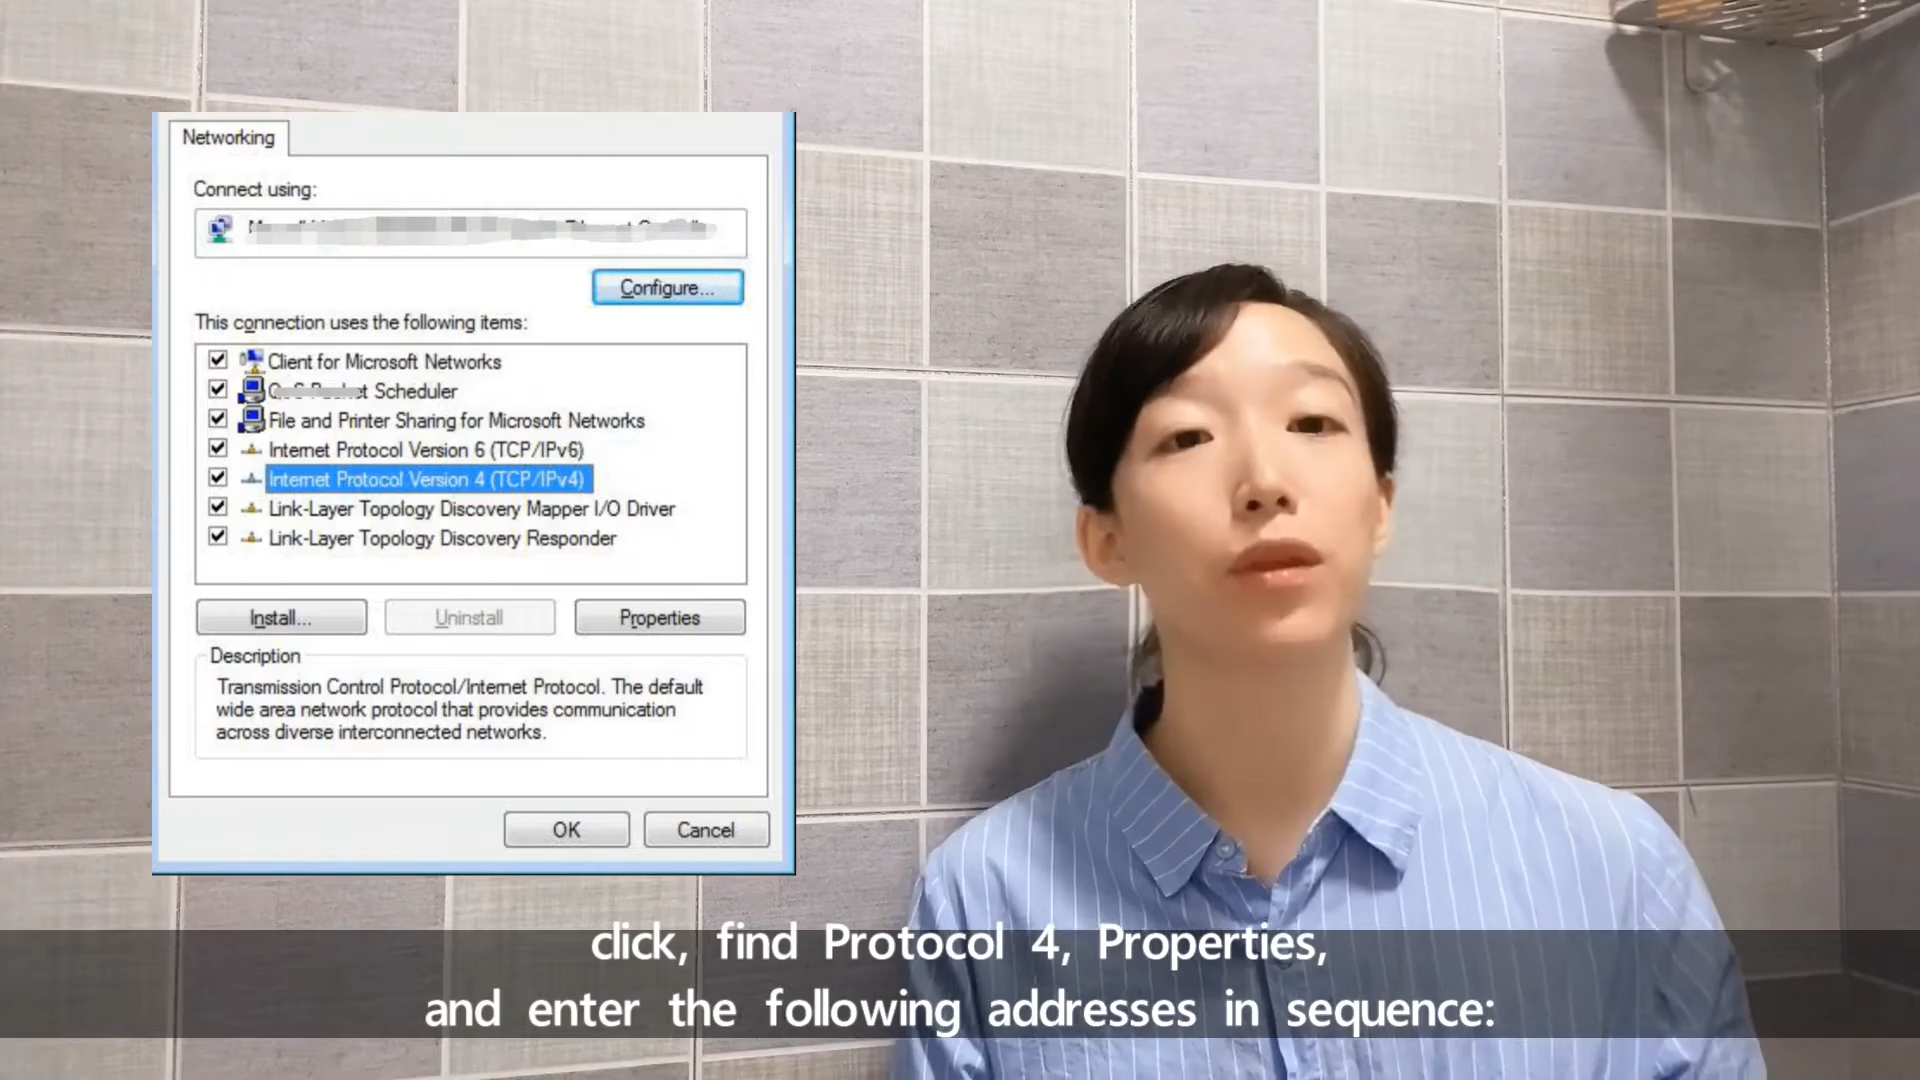 Networking
Connect using:
Configure...
This connection uses the following items:
Client for Microsoft Networks
Scheduler
File and Printer Sharing for Microsoft Networks
Internet Protocol Version 6 (TCP/IPv6)
Internet Protocol Version 4 (TCP/IPv4)
Link-Layer Topology Discovery Mapper I/O Driver
Link-Layer Topology Discovery Responder
Install...
Uninstall
Properties
Description
Transmission Control Protocol/Internet Protocol. The default
wide area network protocol that provides communication
across diverse interconnected networks.
OK
Cancel
click, find Protocol 4, Properties,
and enter the following addresses in sequence: